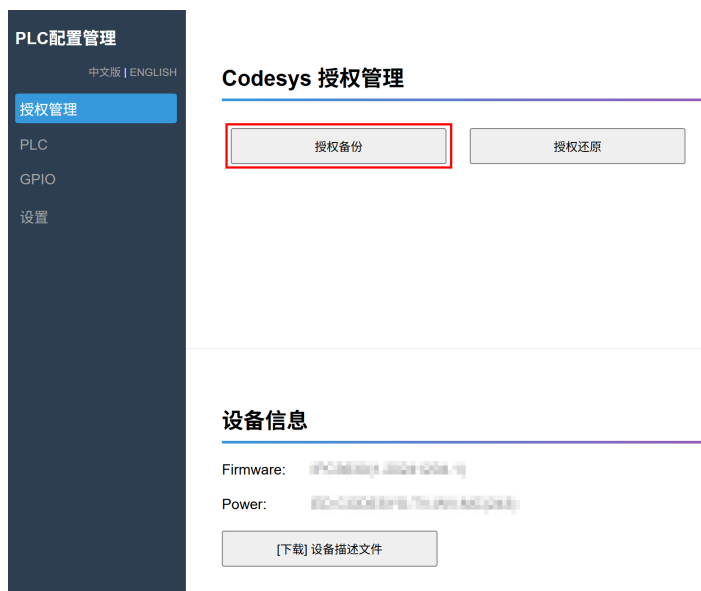 PLC配置管理
中文版 | ENGLISH
授权管理
PLC
GPIO
设置
Codesys 授权管理
授权备份
授权还原
设备信息
Firmware:
Power:
[下载] 设备描述文件